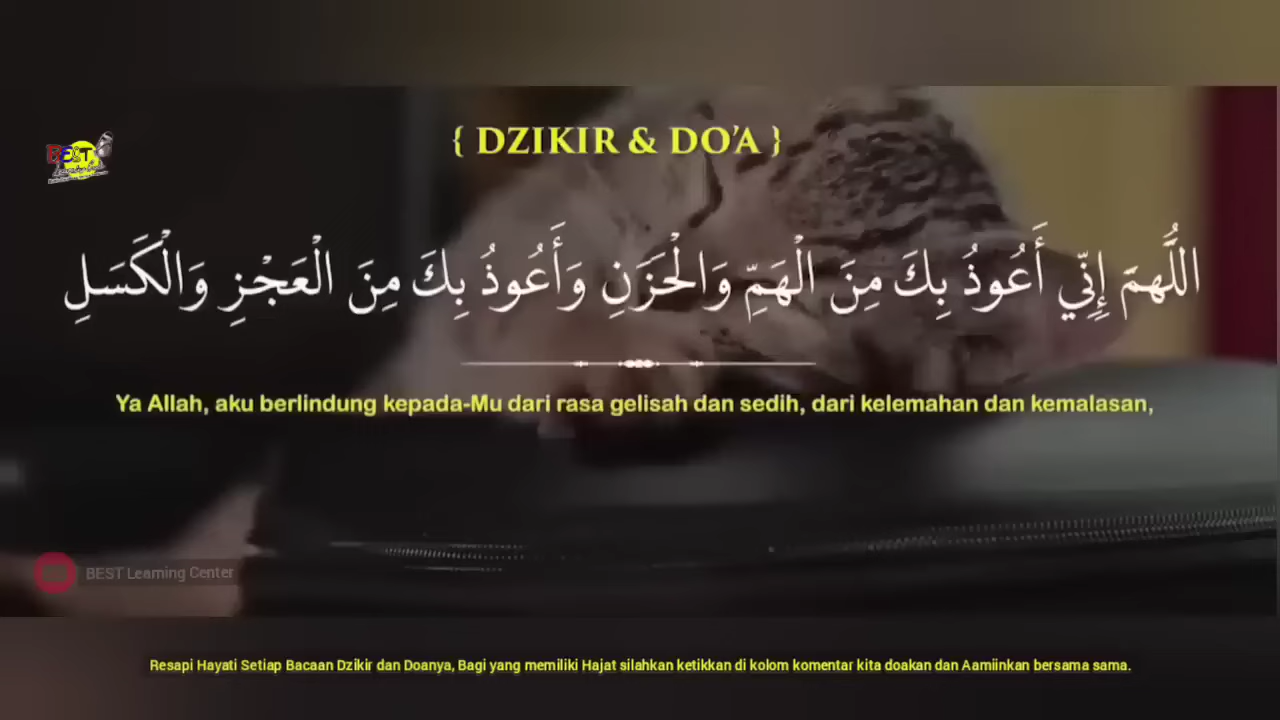 { DZIKIR & DO’A }
BEST
اللَّهُمَّ إِنِّي أَعُوذُ بِكَ مِنَ الْهَمِّ وَالْحَزَنِ وَأَعُوذُ بِكَ مِنَ الْعَجْزِ وَالْكَسَلِ
Ya Allah, aku berlindung kepada-Mu dari rasa gelisah dan sedih, dari kelemahan dan kemalasan,
BEST Learning Center
Resapi Hayati Setiap Bacaan Dzikir dan Doanya, Bagi yang memiliki Hajat silahkan ketikkan di kolom komentar kita doakan dan Aamiinkan bersama sama.